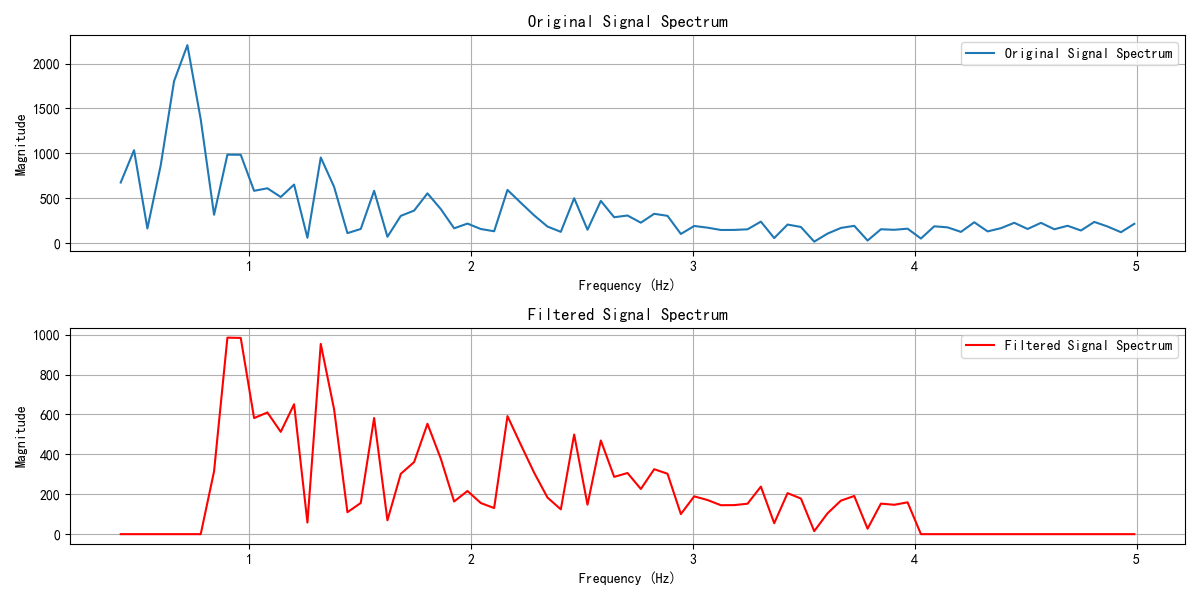 Original Signal Spectrum
Original Signal Spectrum
Magnitude
2000
1500
1000
500
0
1 2 3 4 5
Frequency (Hz)
Filtered Signal Spectrum
Filtered Signal Spectrum
Magnitude
1000
800
600
400
200
0
1 2 3 4 5
Frequency (Hz)